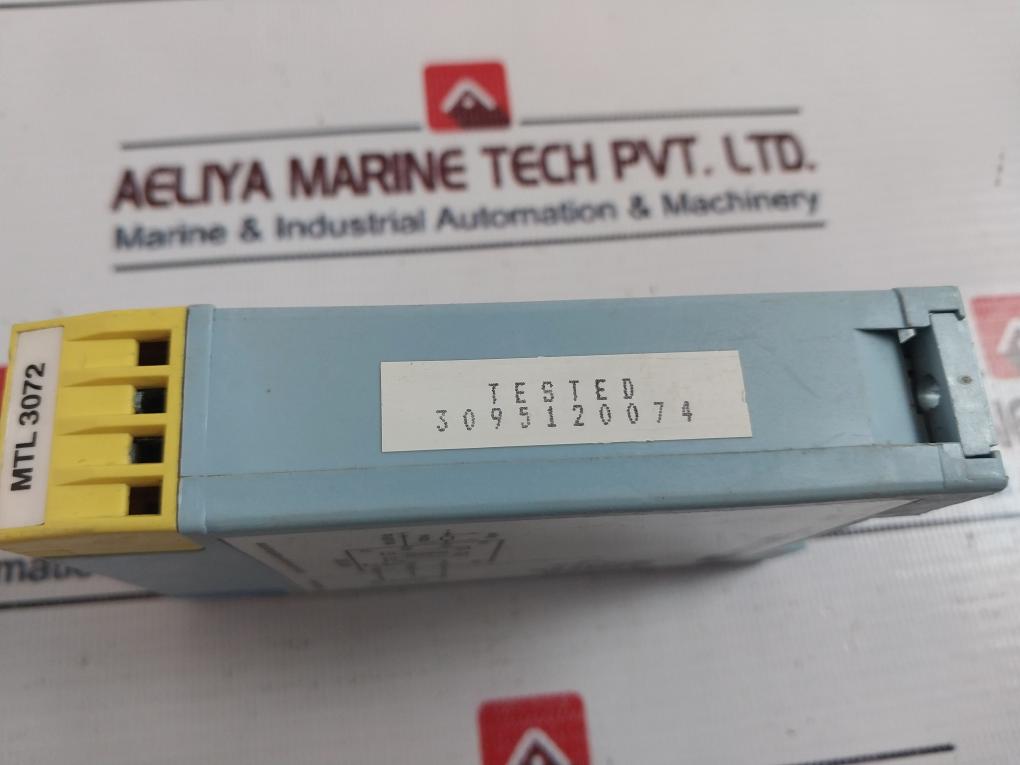 AELIYA MARINE TECH PVT. LTD.
Marine & Industrial Automation & Machinery
MTL 3072
TESTED
3095120074